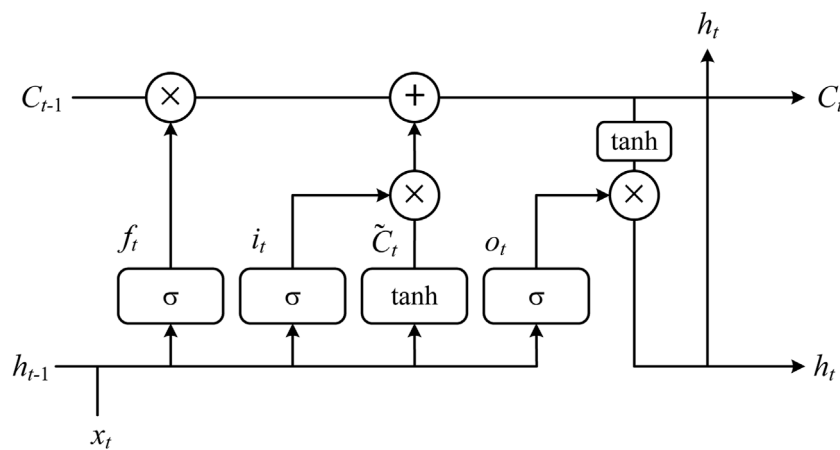 h_t
C_{t-1} × + C_t
tanh
× ×
f_t i_t C̃_t o_t
σ σ tanh σ
h_{t-1} h_t
x_t